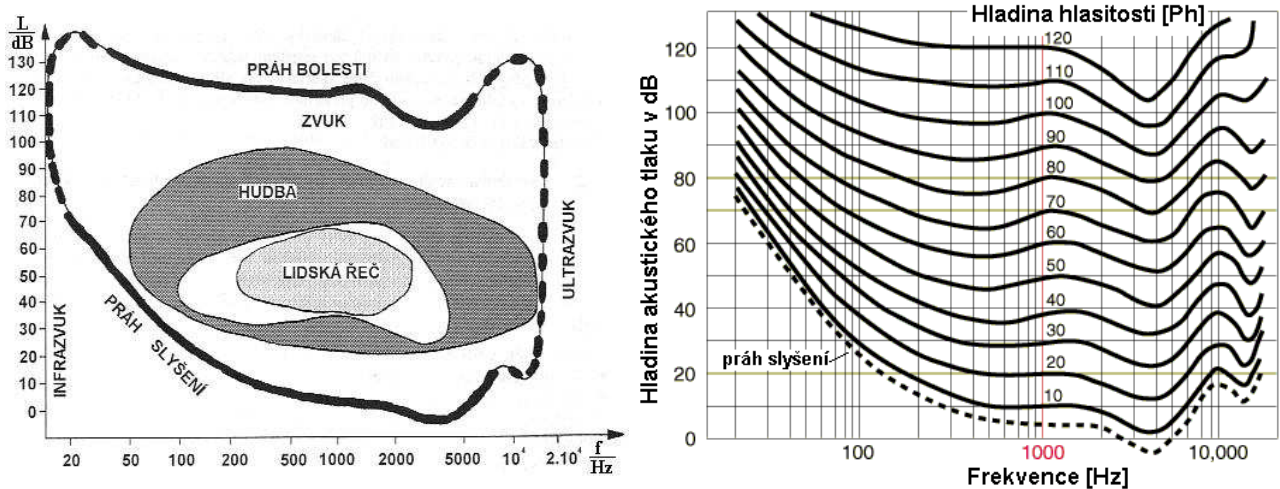 L
dB
130
120
110
100
90
80
70
60
50
40
30
20
10
0
PRÁH BOLESTI
ZVUK
HUDBA
LIDSKÁ ŘEČ
INFRAZVUK
PRÁH SLYŠENÍ
ULTRAZVUK
20 50 100 200 500 1000 2000 5000 10⁴ 2.10⁴
f
Hz
Hladina hlasitosti [Ph]
Hladina akustického tlaku v dB
120
100
80
60
40
20
0
120
110
100
90
80
70
60
50
40
30
20
10
práh slyšení
100 1000 10,000
Frekvence [Hz]